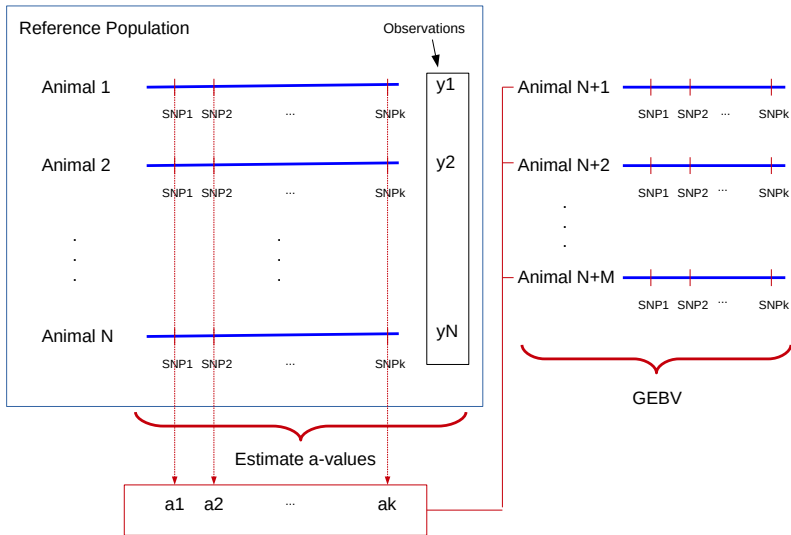 Reference Population
Observations
Animal 1
y1
SNP1 SNP2 ... SNPk
Animal 2
y2
SNP1 SNP2 ... SNPk
. . .
. . .
Animal N
yN
SNP1 SNP2 ... SNPk
Estimate a-values
a1 a2 ... ak
Animal N+1
SNP1 SNP2 ... SNPk
Animal N+2
SNP1 SNP2 ... SNPk
. . .
Animal N+M
SNP1 SNP2 ... SNPk
GEBV